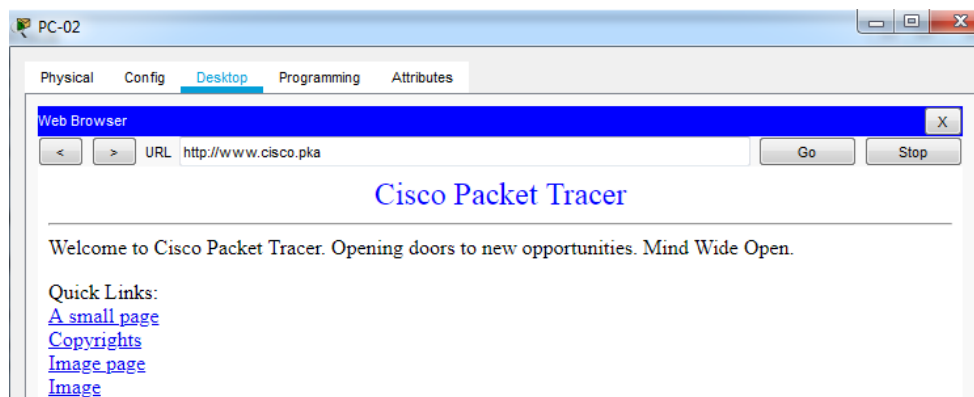 PC-02
X
Physical Config Desktop Programming Attributes
Web Browser X
< > URL http://www.cisco.pka Go Stop
Cisco Packet Tracer
Welcome to Cisco Packet Tracer. Opening doors to new opportunities. Mind Wide Open.
Quick Links:
A small page
Copyrights
Image page
Image